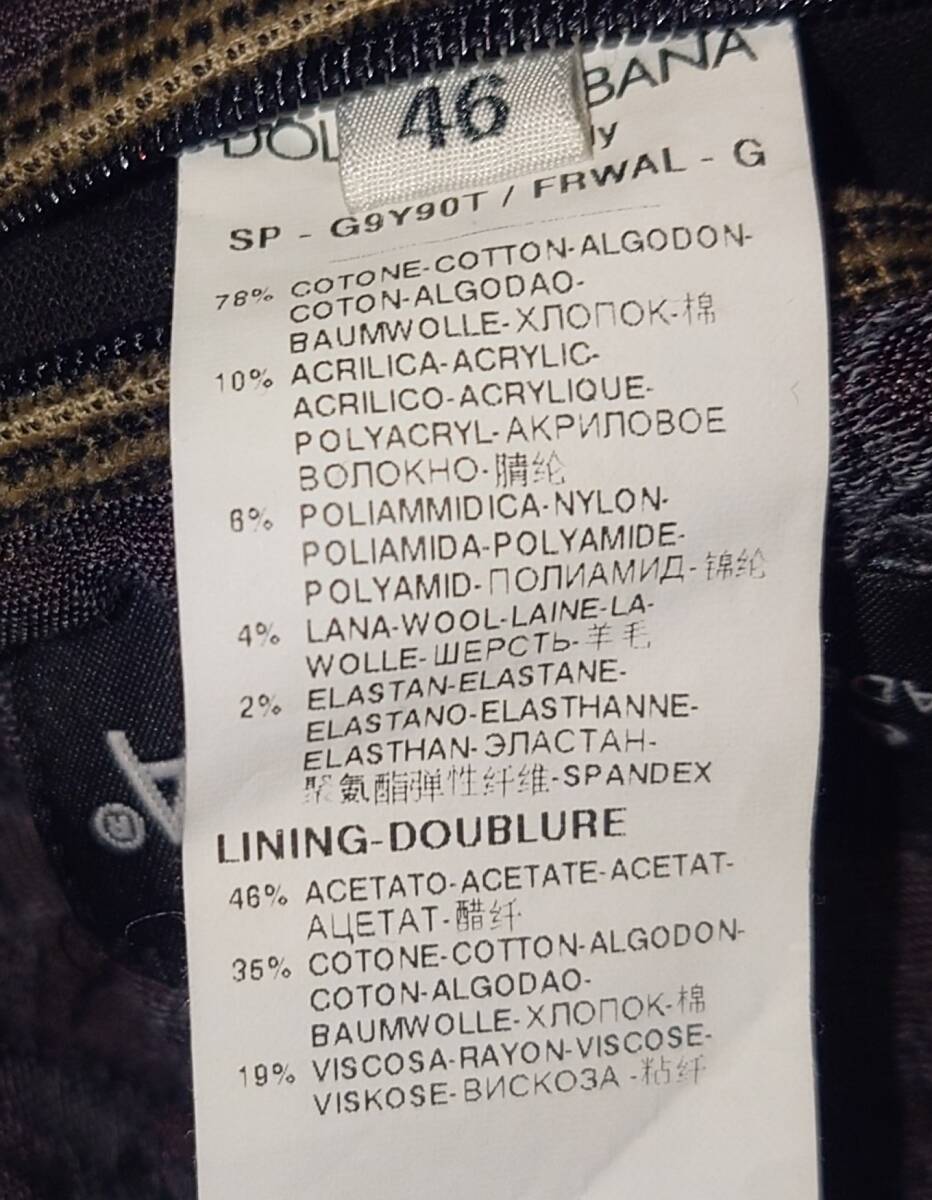 46
BANA
DOL
ly
SP - G9Y90T / FRWAL - G
78% COTONE-COTTON-ALGODON-
COTON-ALGODAO-
BAUMWOLLE-ХЛОПОК-棉
10% ACRILICA-ACRYLIC-
ACRILICO-ACRYLIQUE-
POLYACRYL-АКРИЛОВОЕ
ВОЛОКНО-腈纶
6% POLIAMMIDICA-NYLON-
POLIAMIDA-POLYAMIDE-
POLYAMID-ПОЛИАМИД-锦纶
4% LANA-WOOL-LAINE-LA-
WOLLE-ШЕРСТЬ-羊毛
2% ELASTAN-ELASTANE-
ELASTANO-ELASTHANNE-
ELASTHAN-ЭЛАСТАН-
聚氨酯弹性纤维-SPANDEX
LINING-DOUBLURE
46% ACETATO-ACETATE-ACETAT-
АЦЕТАТ-醋纤
35% COTONE-COTTON-ALGODON-
COTON-ALGODAO-
BAUMWOLLE-ХЛОПОК-棉
19% VISCOSA-RAYON-VISCOSE-
VISKOSE-ВИСКОЗА -粘纤